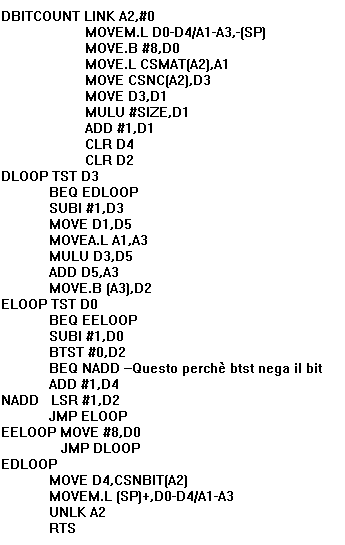 DBITCOUNT LINK A2,#0
MOVEM.L D0-D4/A1-A3,-(SP)
MOVE.B #8,D0
MOVE.L CSMAT(A2),A1
MOVE CSNC(A2),D3
MOVE D3,D1
MULU #SIZE,D1
ADD #1,D1
CLR D4
CLR D2
DLOOP TST D3
BEQ EDLOOP
SUBI #1,D3
MOVE D1,D5
MOVEA.L A1,A3
MULU D3,D5
ADD D5,A3
MOVE.B (A3),D2
ELOOP TST D0
BEQ EELOOP
SUBI #1,D0
BTST #0,D2
BEQ NADD –Questo perchè btst nega il bit
ADD #1,D4
NADD LSR #1,D2
JMP ELOOP
EELOOP MOVE #8,D0
JMP DLOOP
EDLOOP
MOVE D4,CSNBIT(A2)
MOVEM.L (SP)+,D0-D4/A1-A3
UNLK A2
RTS